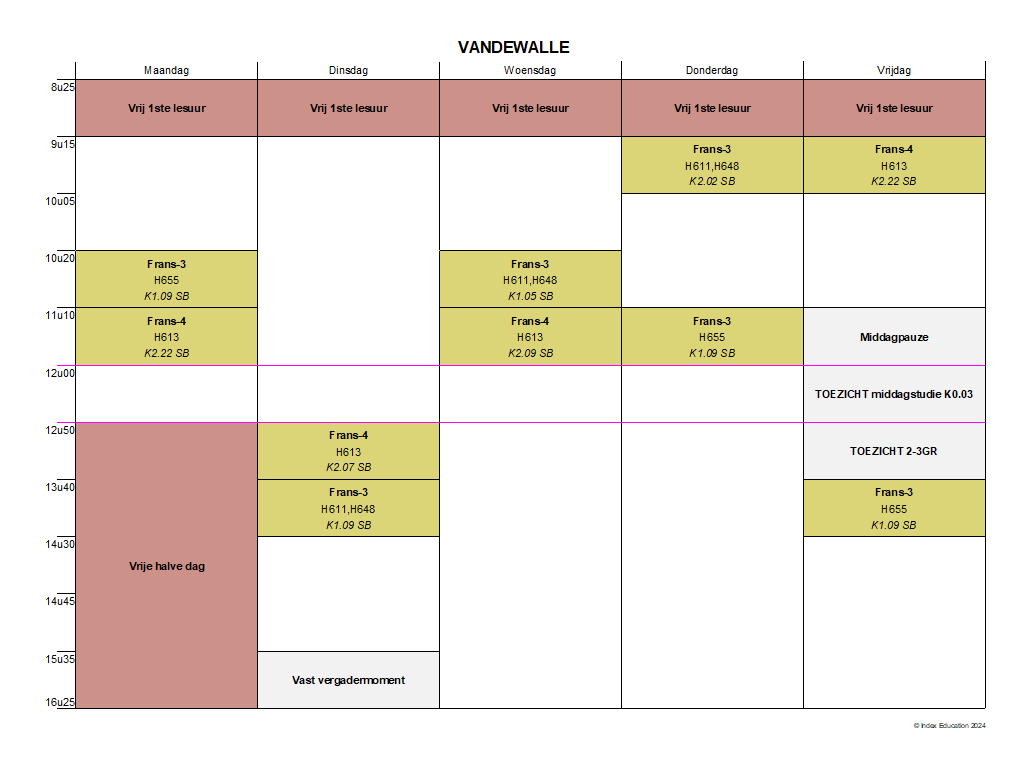 VANDEWALLE
Maandag Dinsdag Woensdag Donderdag Vrijdag
8u25
Vrij 1ste lesuur Vrij 1ste lesuur Vrij 1ste lesuur Vrij 1ste lesuur Vrij 1ste lesuur
9u15
Frans-3 Frans-4
H611,H648 H613
K2.02 SB K2.22 SB
10u05
10u20
Frans-3 Frans-3
H655 H611,H648
K1.09 SB K1.05 SB
11u10
Frans-4 Frans-4 Frans-3
H613 H613 H655 Middagpauze
K2.22 SB K2.09 SB K1.09 SB
12u00
TOEZICHT middagstudie K0.03
12u50
Frans-4
H613 TOEZICHT 2-3GR
K2.07 SB
13u40
Frans-3 Frans-3
H611,H648 H655
K1.09 SB K1.09 SB
14u30
Vrije halve dag
14u45
15u35
Vast vergadermoment
16u25
© Index Education 2024